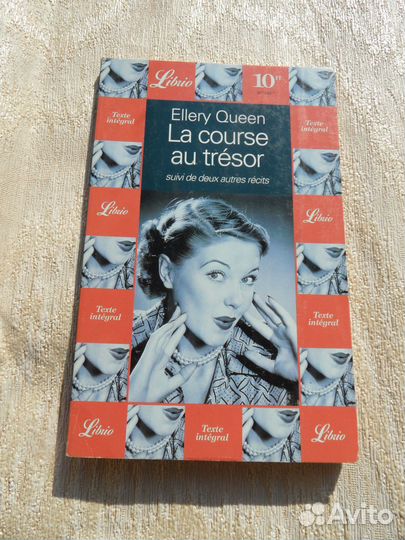 Librio
10FF
Texte
intégral
Ellery Queen
La course
au trésor
suivi de deux autres récits
Texte
intégral
Librio
Librio
Texte
intégral
Texte
intégral
Librio
Texte
intégral
Librio
Avito